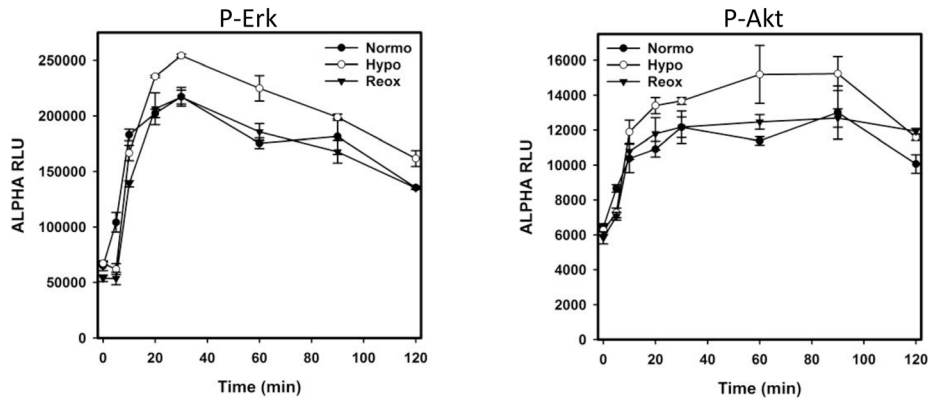 P-Erk
Normo
Hypo
Reox
250000
200000
150000
100000
50000
0
ALPHA RLU
0 20 40 60 80 100 120
Time (min)
P-Akt
Normo
Hypo
Reox
16000
14000
12000
10000
8000
6000
4000
2000
0
ALPHA RLU
0 20 40 60 80 100 120
Time (min)